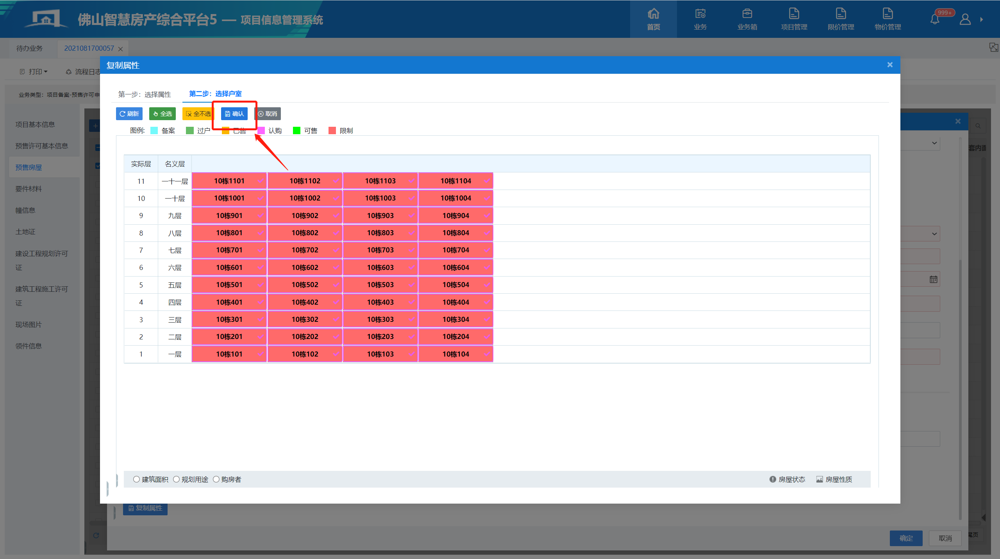 佛山智慧房产综合平台5 — 项目信息管理系统
首页
业务
业务箱
项目管理
限价管理
物价管理
999+
待办业务
2021081700057
打印
流程日志
业务类型：项目备案-预售许可申
项目基本信息
预售许可基本信息
预售房屋
要件材料
幢信息
土地证
建设工程规划许可
证
建筑工程施工许可
证
现场图片
领件信息
复制属性
第一步：选择属性
第二步：选择户室
刷新
全选
全不选
确认
取消
图例:
备案
过户
已售
认购
可售
限制
实际层 名义层
11 一十一层 10栋1101 10栋1102 10栋1103 10栋1104
10 一十层 10栋1001 10栋1002 10栋1003 10栋1004
9 九层 10栋901 10栋902 10栋903 10栋904
8 八层 10栋801 10栋802 10栋803 10栋804
7 七层 10栋701 10栋702 10栋703 10栋704
6 六层 10栋601 10栋602 10栋603 10栋604
5 五层 10栋501 10栋502 10栋503 10栋504
4 四层 10栋401 10栋402 10栋403 10栋404
3 三层 10栋301 10栋302 10栋303 10栋304
2 二层 10栋201 10栋202 10栋203 10栋204
1 一层 10栋101 10栋102 10栋103 10栋104
建筑面积 规划用途 购房者
房屋状态 房屋性质
套内面
复制属性
确定
取消
尾页